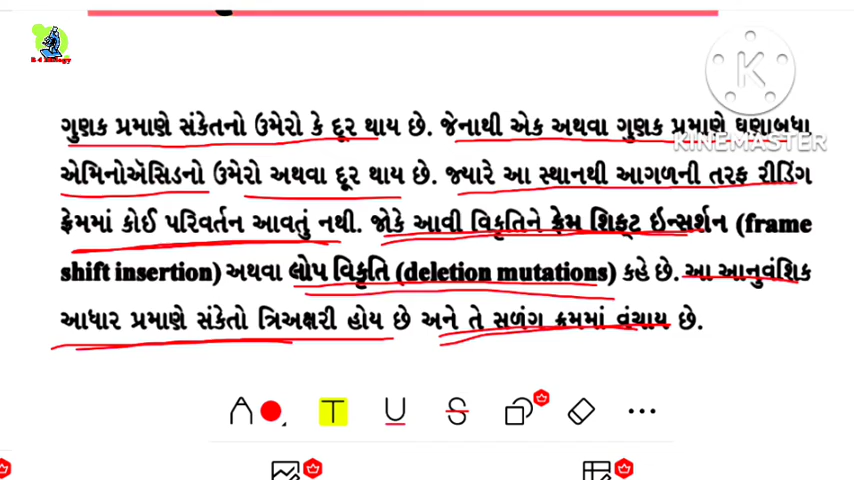 KINEMASTER
ગુણક પ્રમાણે સંકેતનો ઉમેરો કે દૂર થાય છે. જેનાથી એક અથવા ગુણક પ્રમાણે ઘણાબધા
એમિનોઍસિડનો ઉમેરો અથવા દૂર થાય છે. જ્યારે આ સ્થાનથી આગળની તરફ રીડિંગ
ફ્રેમમાં કોઈ પરિવર્તન આવતું નથી. જોકે આવી વિકૃતિને ફ્રેમ શિફ્ટ ઇન્સર્શન (frame
shift insertion) અથવા લોપ વિકૃતિ (deletion mutations) કહે છે. આ આનુવંશિક
આધાર પ્રમાણે સંકેતો ત્રિઅક્ષરી હોય છે અને તે સળંગ ક્રમમાં વંચાય છે.